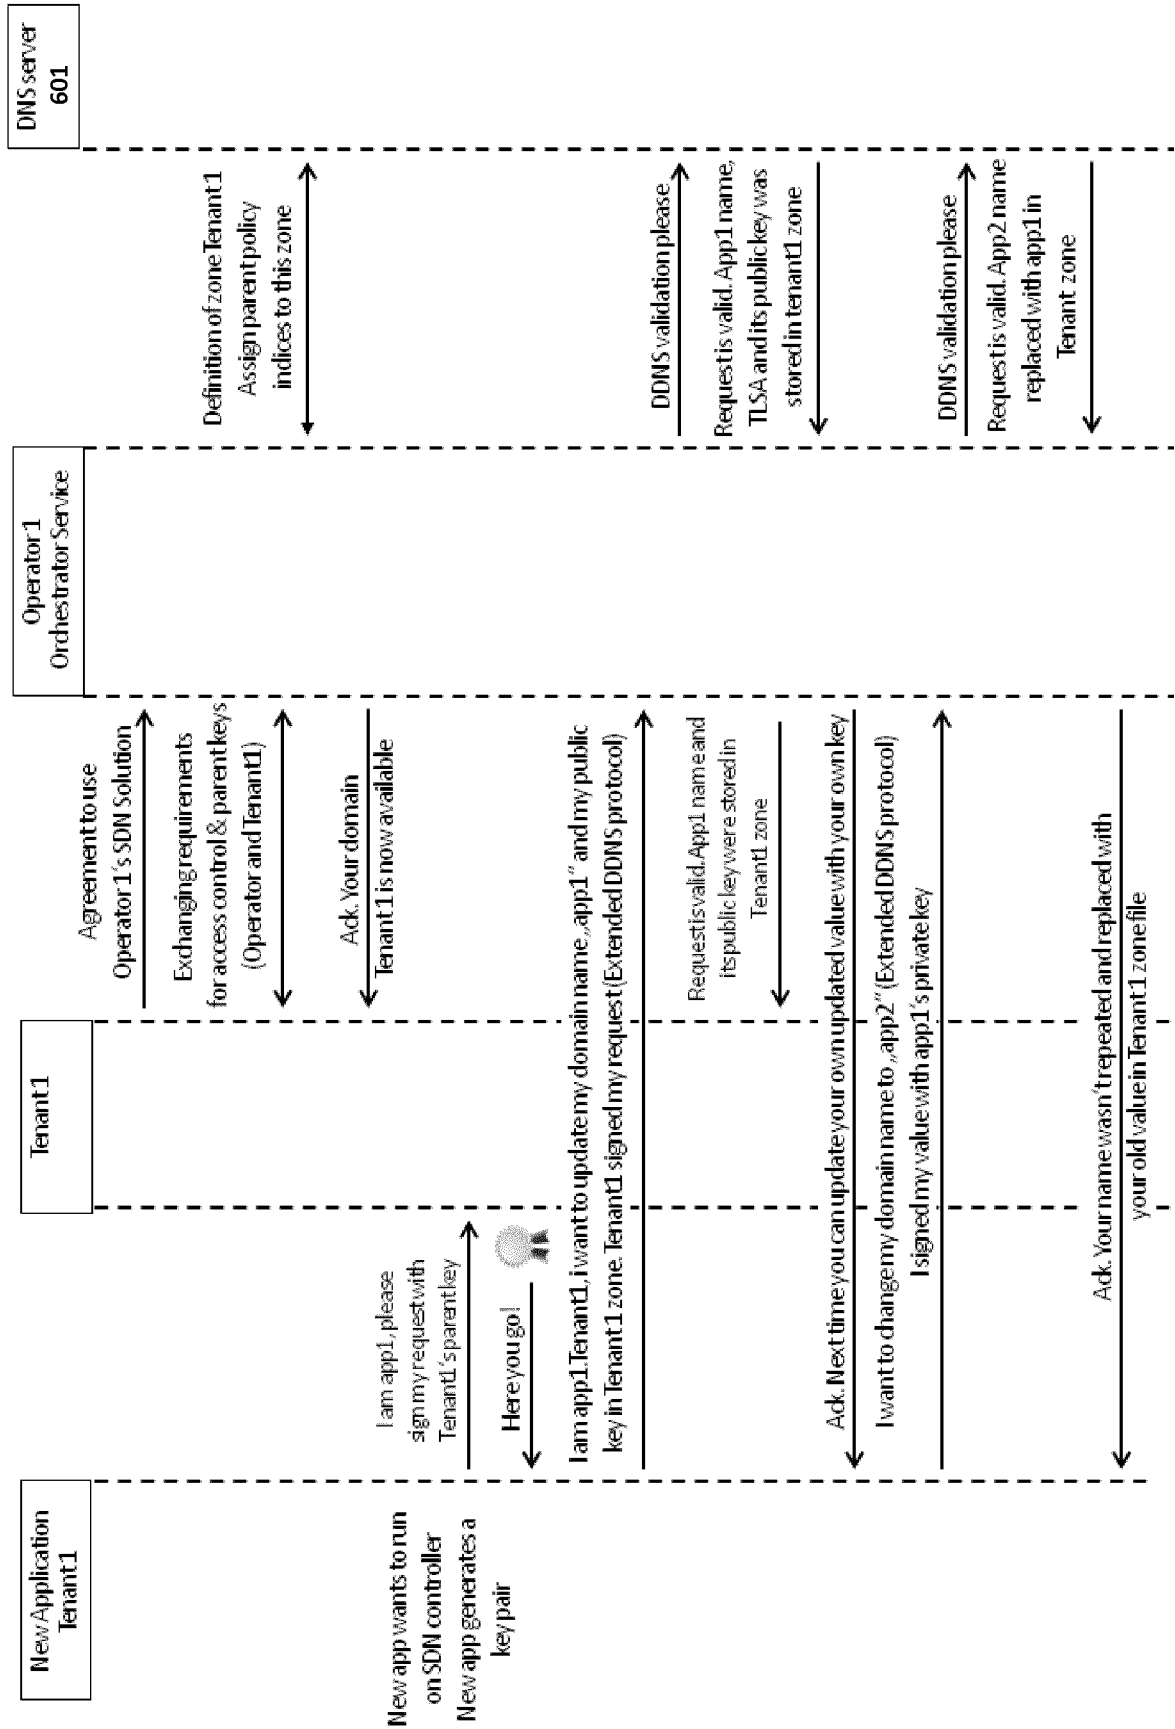 New Application
Tenant1
Tenant1
Operator1
Orchestrator Service
DNS server
601
Agreement to use
Operator 1's SDN Solution
Exchanging requirements
for access control & parent keys
(Operator and Tenant1)
Definition of zone Tenant1
Assign parent policy
indices to this zone
Ack. Your domain
Tenant1 is now available
New app wants to run
on SDN controller
New app generates a
key pair
I am app1, please
sign my request with
Tenant1's parent key
Here you go!
I am app1.Tenant1, i want to update my domain name „app1" and my public
key in Tenant1 zone. Tenant1 signed my request (Extended DDNS protocol)
DDNS validation please
Request is valid. App1 name,
TLSA and its public key was
stored in tenant1 zone
Request is valid. App1 name and
its public key were stored in
Tenant1 zone
Ack. Next time you can update your own updated value with your own key
I want to change my domain name to „app2" (Extended DDNS protocol)
I signed my value with app1's private key
DDNS validation please
Request is valid. App2 name
replaced with app1 in
Tenant zone
Ack. Your name wasn't repeated and replaced with
your old value in Tenant1 zone file